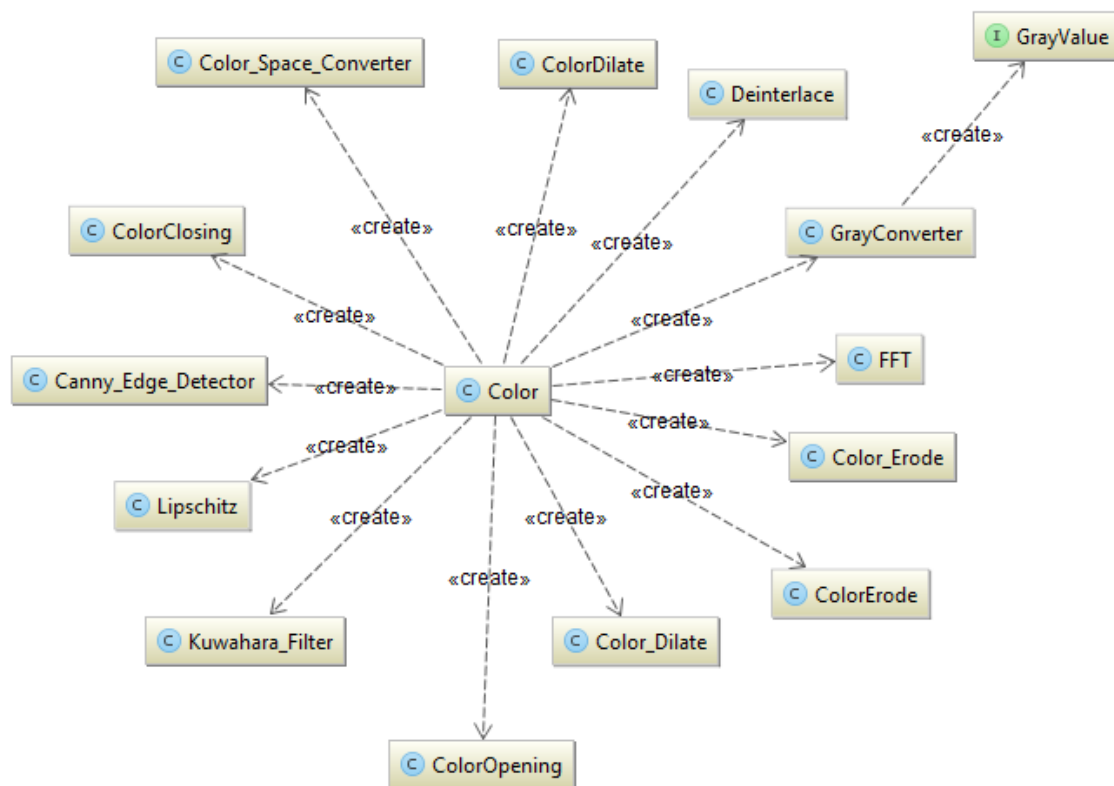 C GrayValue
C Color_Space_Converter
C ColorDilate
C Deinterlace
«create»
C ColorClosing
«create»
«create»
«create»
C GrayConverter
«create»
«create»
C Canny_Edge_Detector
«create»
C Color
«create»
C FFT
«create»
«create»
C Color_Erode
C Lipschitz
«create»
«create»
«create»
«create»
C ColorErode
C Kuwahara_Filter
C Color_Dilate
C ColorOpening